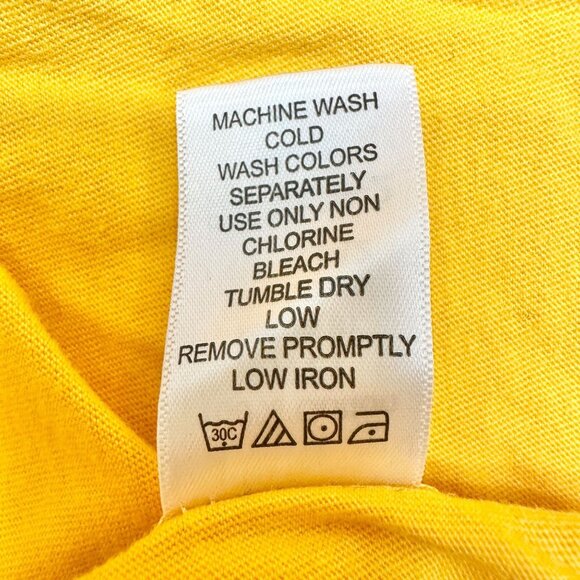 MACHINE WASH
COLD
WASH COLORS
SEPARATELY
USE ONLY NON
CHLORINE
BLEACH
TUMBLE DRY
LOW
REMOVE PROMPTLY
LOW IRON
30C